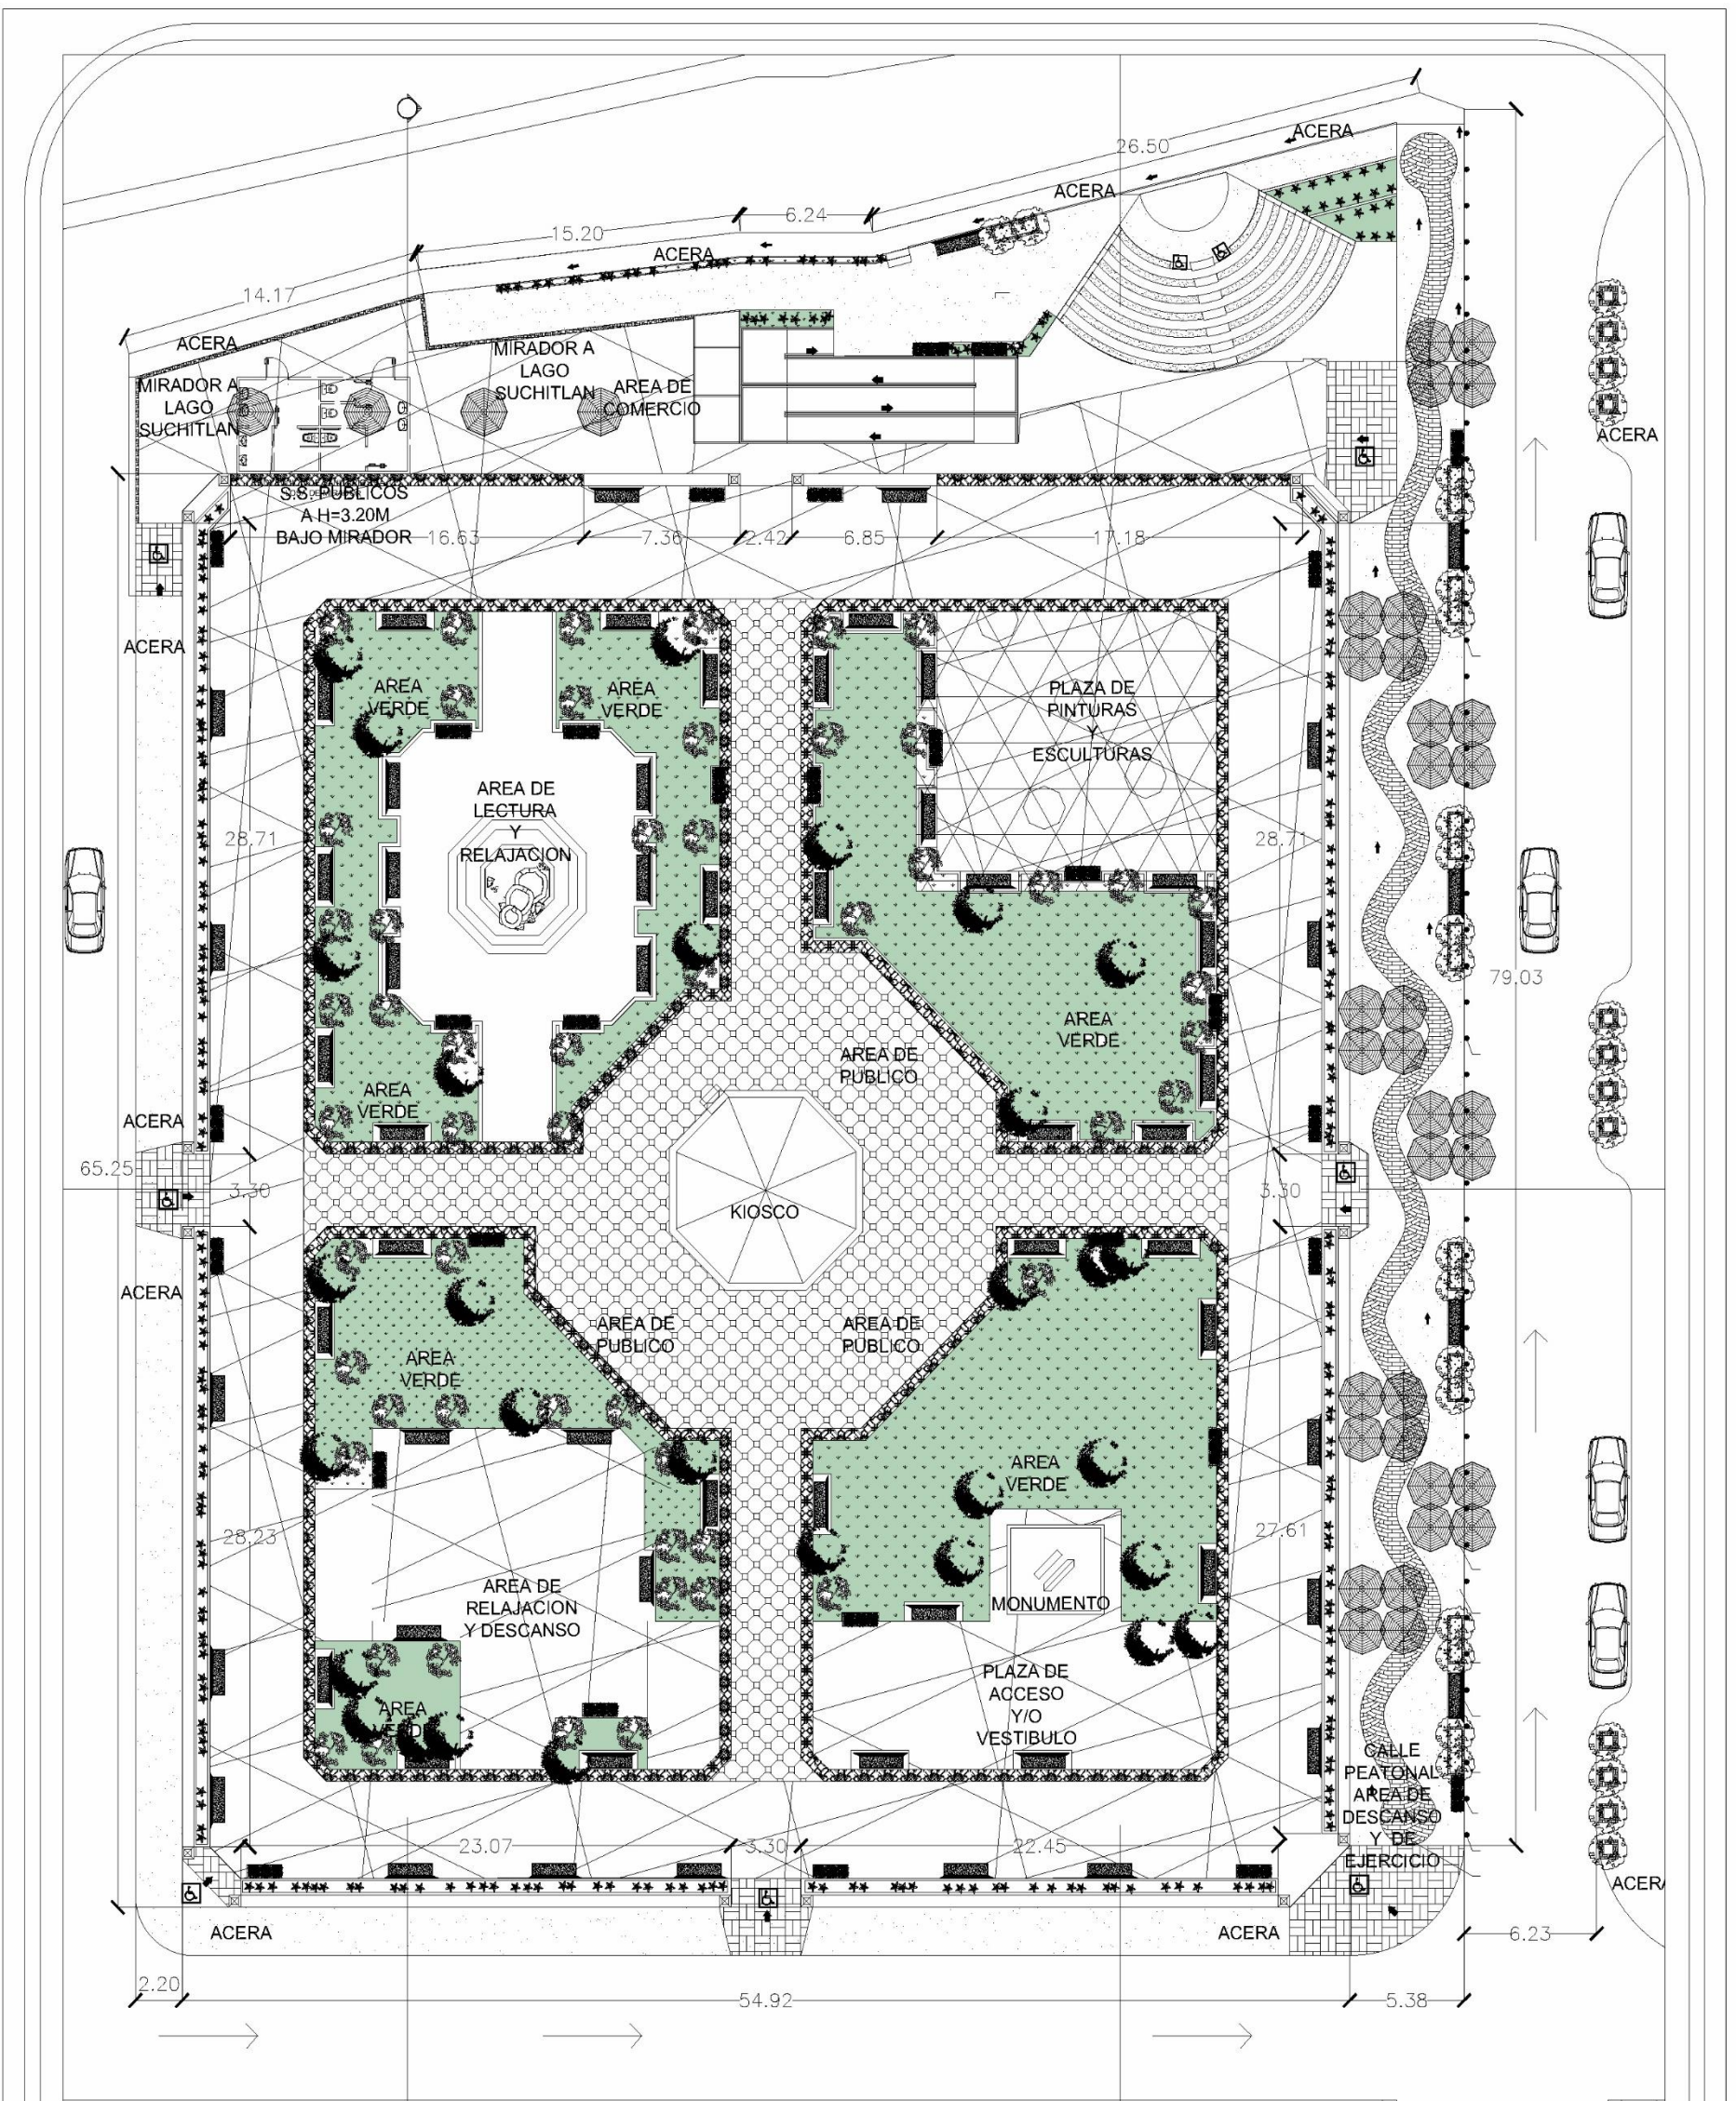 ACERA
26.50
ACERA
6.24
15.20
ACERA
14.17
ACERA
MIRADOR A
LAGO
SUCHITLAN
MIRADOR A
LAGO
SUCHITLAN
AREA DE
COMERCIO
ACERA
S.S. PUBLICOS
A H=3.20M
BAJO MIRADOR
16.63
7.36
2.42
6.85
17.18
ACERA
AREA
VERDE
AREA
VERDE
PLAZA DE
PINTURAS
Y
ESCULTURAS
AREA DE
LECTURA
Y
RELAJACION
28.71
28.71
79.03
AREA
VERDE
AREA DE
PUBLICO
AREA
VERDE
ACERA
65.25
3.30
3.30
KIOSCO
ACERA
AREA DE
PUBLICO
AREA DE
PUBLICO
AREA
VERDE
AREA
VERDE
28.23
27.61
AREA DE
RELAJACION
Y DESCANSO
MONUMENTO
PLAZA DE
ACCESO
Y/O
VESTIBULO
AREA
VERDE
CALLE
PEATONAL
AREA DE
DESCANSO
Y DE
EJERCICIO
23.07
3.30
22.45
ACERA
ACERA
ACERA
6.23
2.20
54.92
5.38